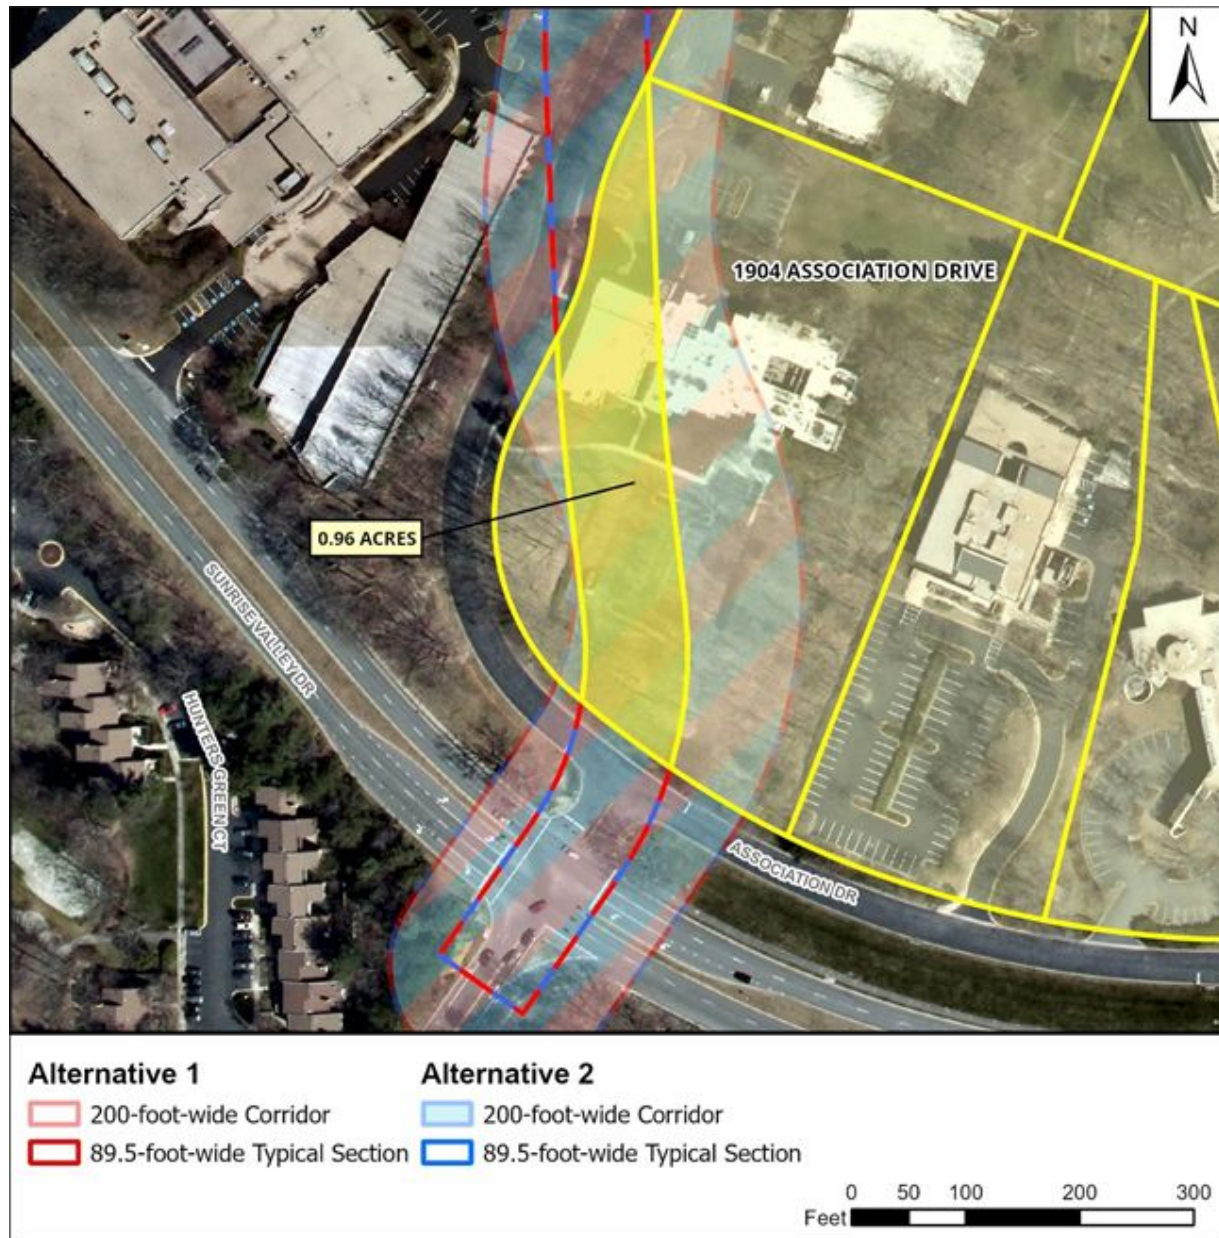 N
1904 ASSOCIATION DRIVE
0.96 ACRES
SUNRISE VALLEY DR
HUNTERS GREEN CT
ASSOCIATION DR
Alternative 1
200-foot-wide Corridor
89.5-foot-wide Typical Section
Alternative 2
200-foot-wide Corridor
89.5-foot-wide Typical Section
0 50 100 200 300
Feet